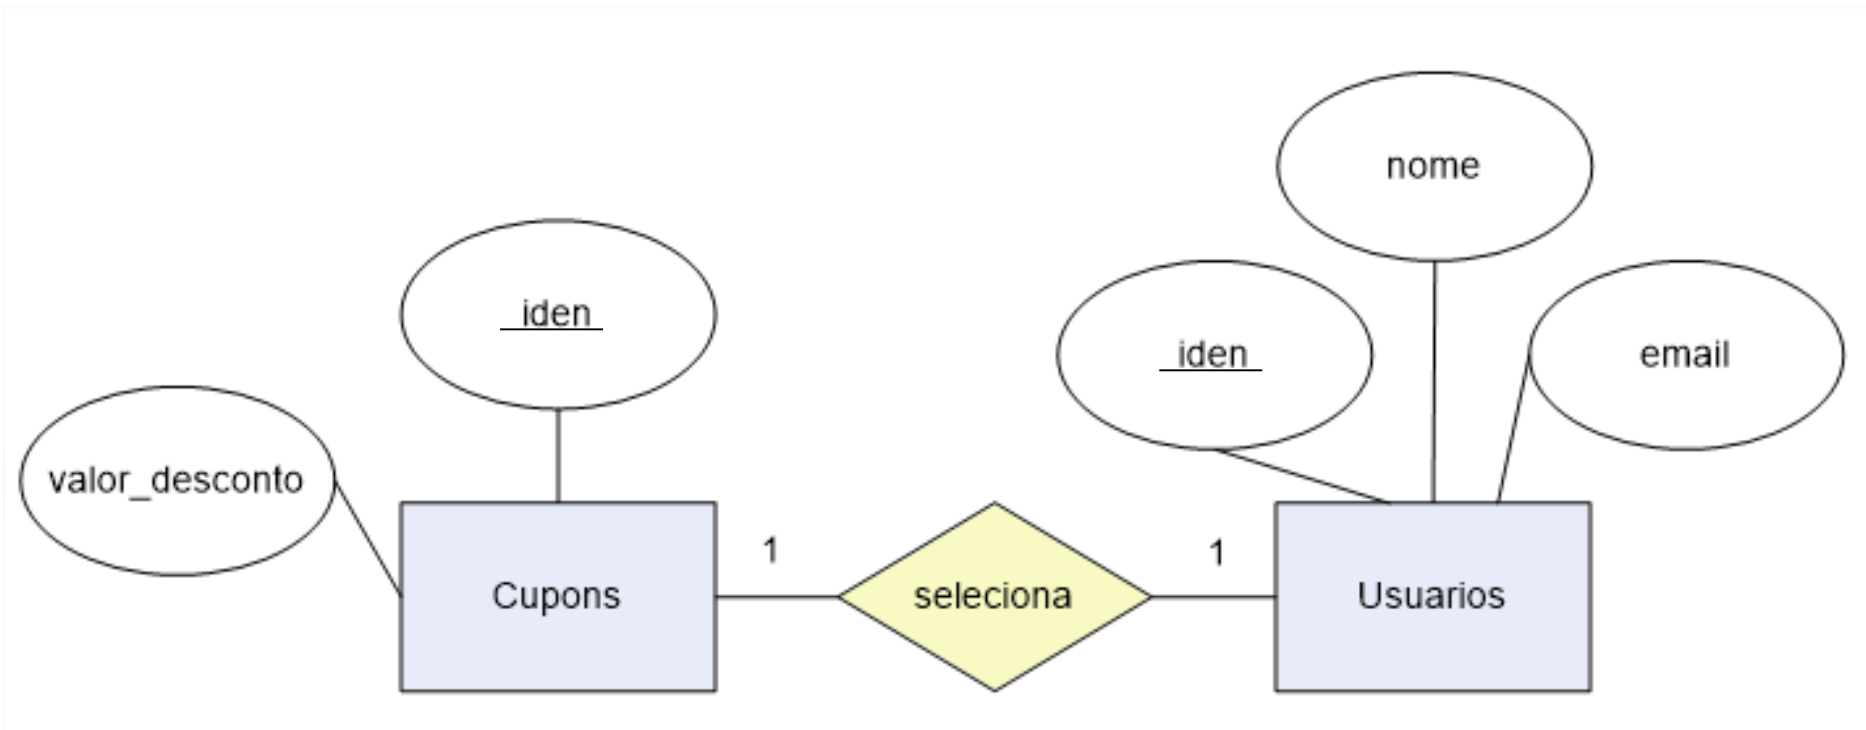 nome
iden
iden
email
valor_desconto
1
1
Cupons
seleciona
Usuarios